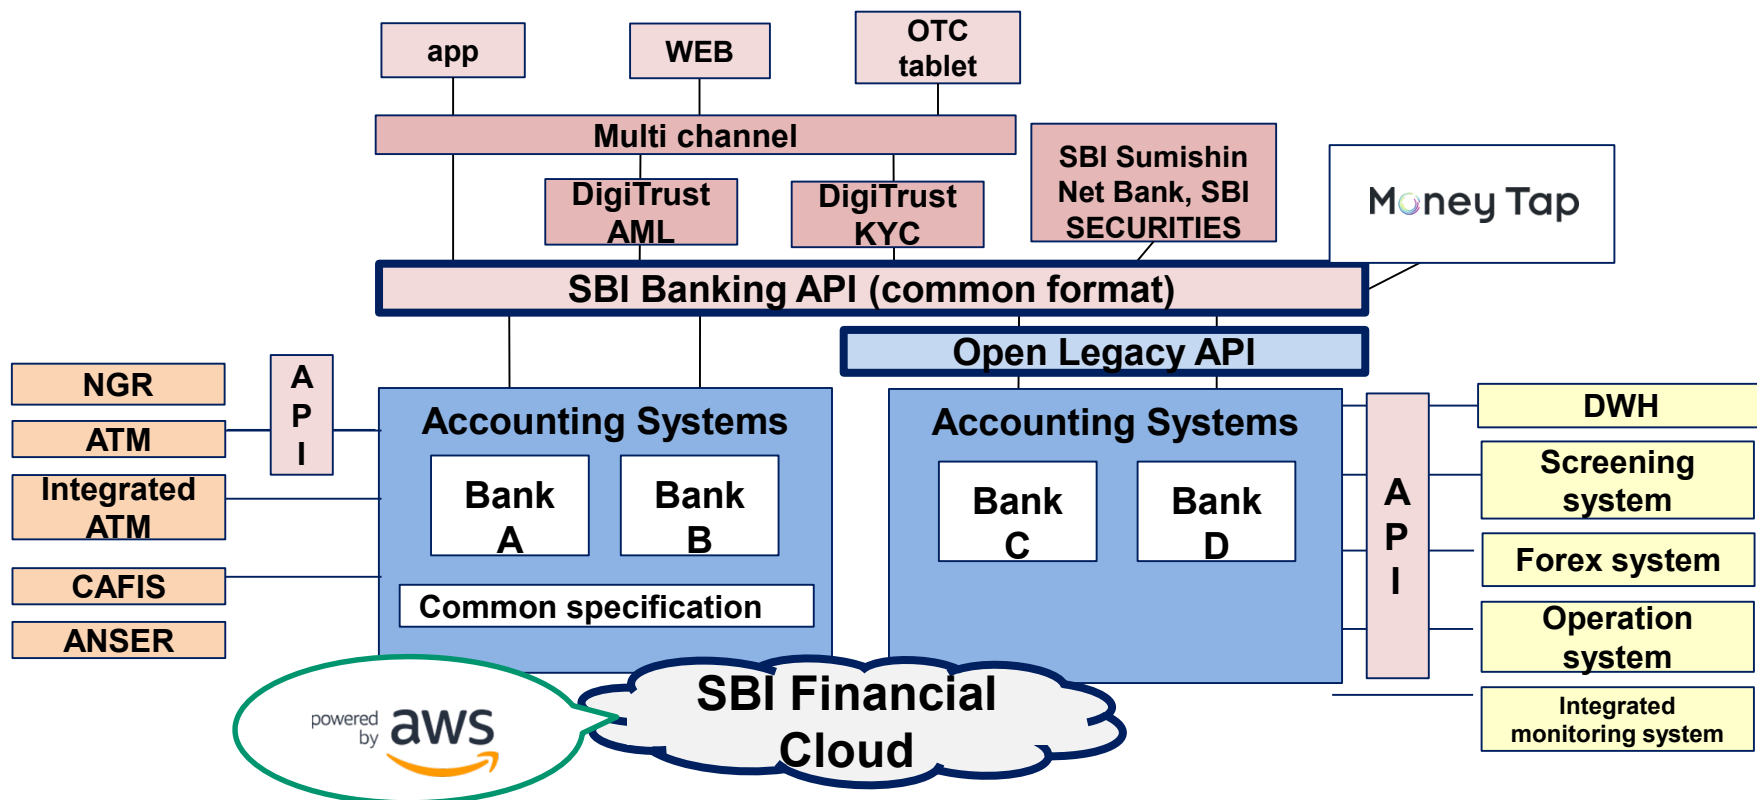 app
WEB
OTC
tablet
Multi channel
DigiTrust
AML
DigiTrust
KYC
SBI Sumishin
Net Bank, SBI
SECURITIES
Money Tap
SBI Banking API (common format)
Open Legacy API
NGR
ATM
Integrated
ATM
CAFIS
ANSER
A
P
I
Accounting Systems
Bank
A
Bank
B
Common specification
Accounting Systems
Bank
C
Bank
D
A
P
I
DWH
Screening
system
Forex system
Operation
system
Integrated
monitoring system
powered
by
aws
SBI Financial
Cloud